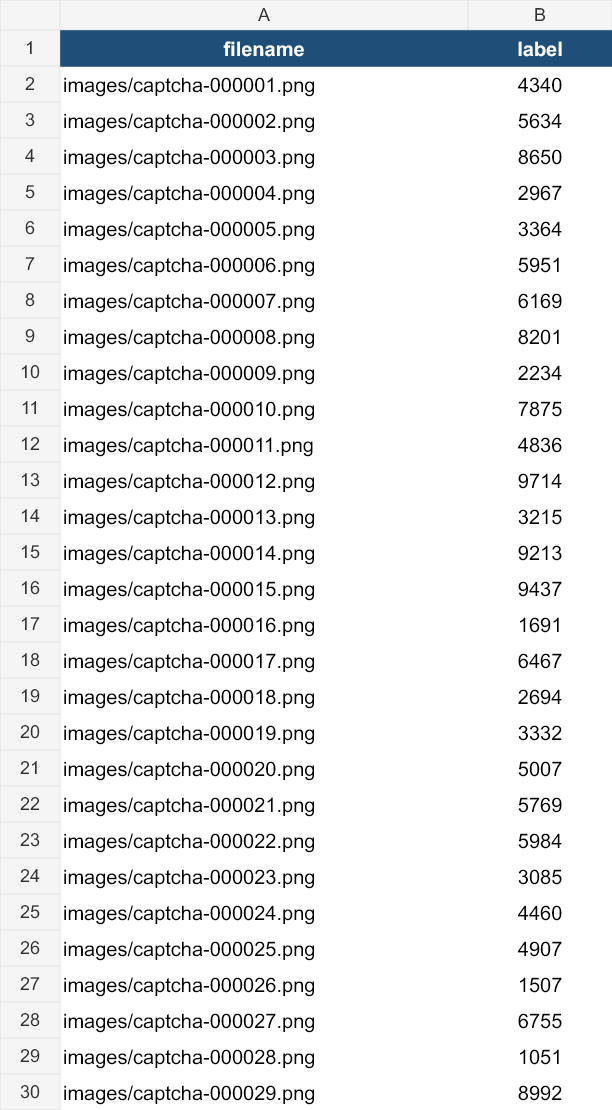 A B
1 filename label
2 images/captcha-000001.png 4340
3 images/captcha-000002.png 5634
4 images/captcha-000003.png 8650
5 images/captcha-000004.png 2967
6 images/captcha-000005.png 3364
7 images/captcha-000006.png 5951
8 images/captcha-000007.png 6169
9 images/captcha-000008.png 8201
10 images/captcha-000009.png 2234
11 images/captcha-000010.png 7875
12 images/captcha-000011.png 4836
13 images/captcha-000012.png 9714
14 images/captcha-000013.png 3215
15 images/captcha-000014.png 9213
16 images/captcha-000015.png 9437
17 images/captcha-000016.png 1691
18 images/captcha-000017.png 6467
19 images/captcha-000018.png 2694
20 images/captcha-000019.png 3332
21 images/captcha-000020.png 5007
22 images/captcha-000021.png 5769
23 images/captcha-000022.png 5984
24 images/captcha-000023.png 3085
25 images/captcha-000024.png 4460
26 images/captcha-000025.png 4907
27 images/captcha-000026.png 1507
28 images/captcha-000027.png 6755
29 images/captcha-000028.png 1051
30 images/captcha-000029.png 8992